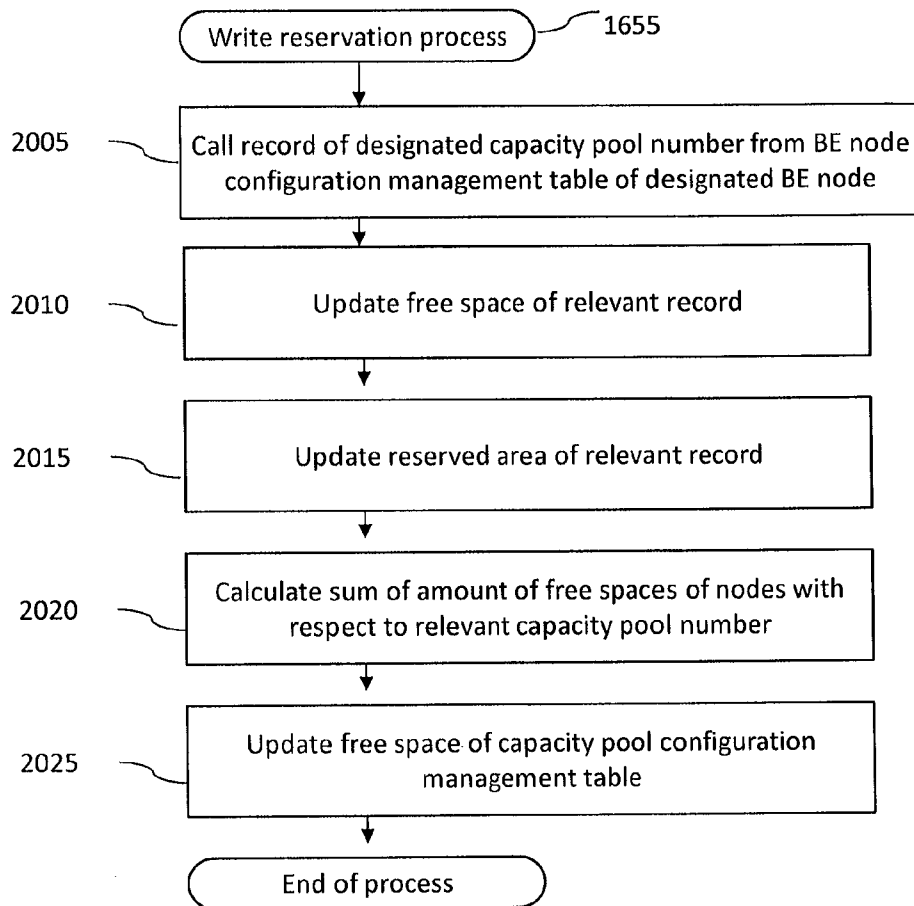 Write reservation process
1655
2005
Call record of designated capacity pool number from BE node
configuration management table of designated BE node
2010
Update free space of relevant record
2015
Update reserved area of relevant record
2020
Calculate sum of amount of free spaces of nodes with
respect to relevant capacity pool number
2025
Update free space of capacity pool configuration
management table
End of process